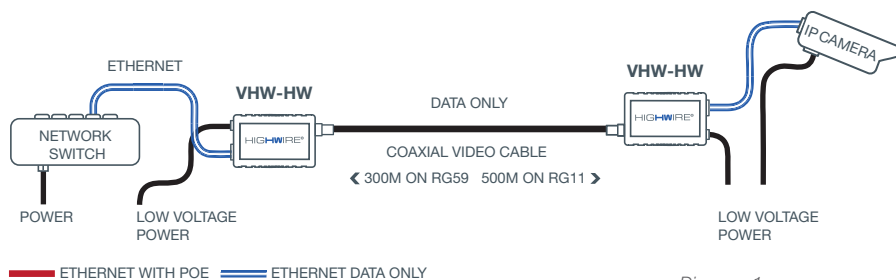 IP CAMERA
ETHERNET
VHW-HW
VHW-HW
HIGHWIRE®
DATA ONLY
HIGHWIRE®
NETWORK
SWITCH
COAXIAL VIDEO CABLE
300M ON RG59 500M ON RG11
POWER
LOW VOLTAGE
POWER
LOW VOLTAGE
POWER
ETHERNET WITH POE
ETHERNET DATA ONLY